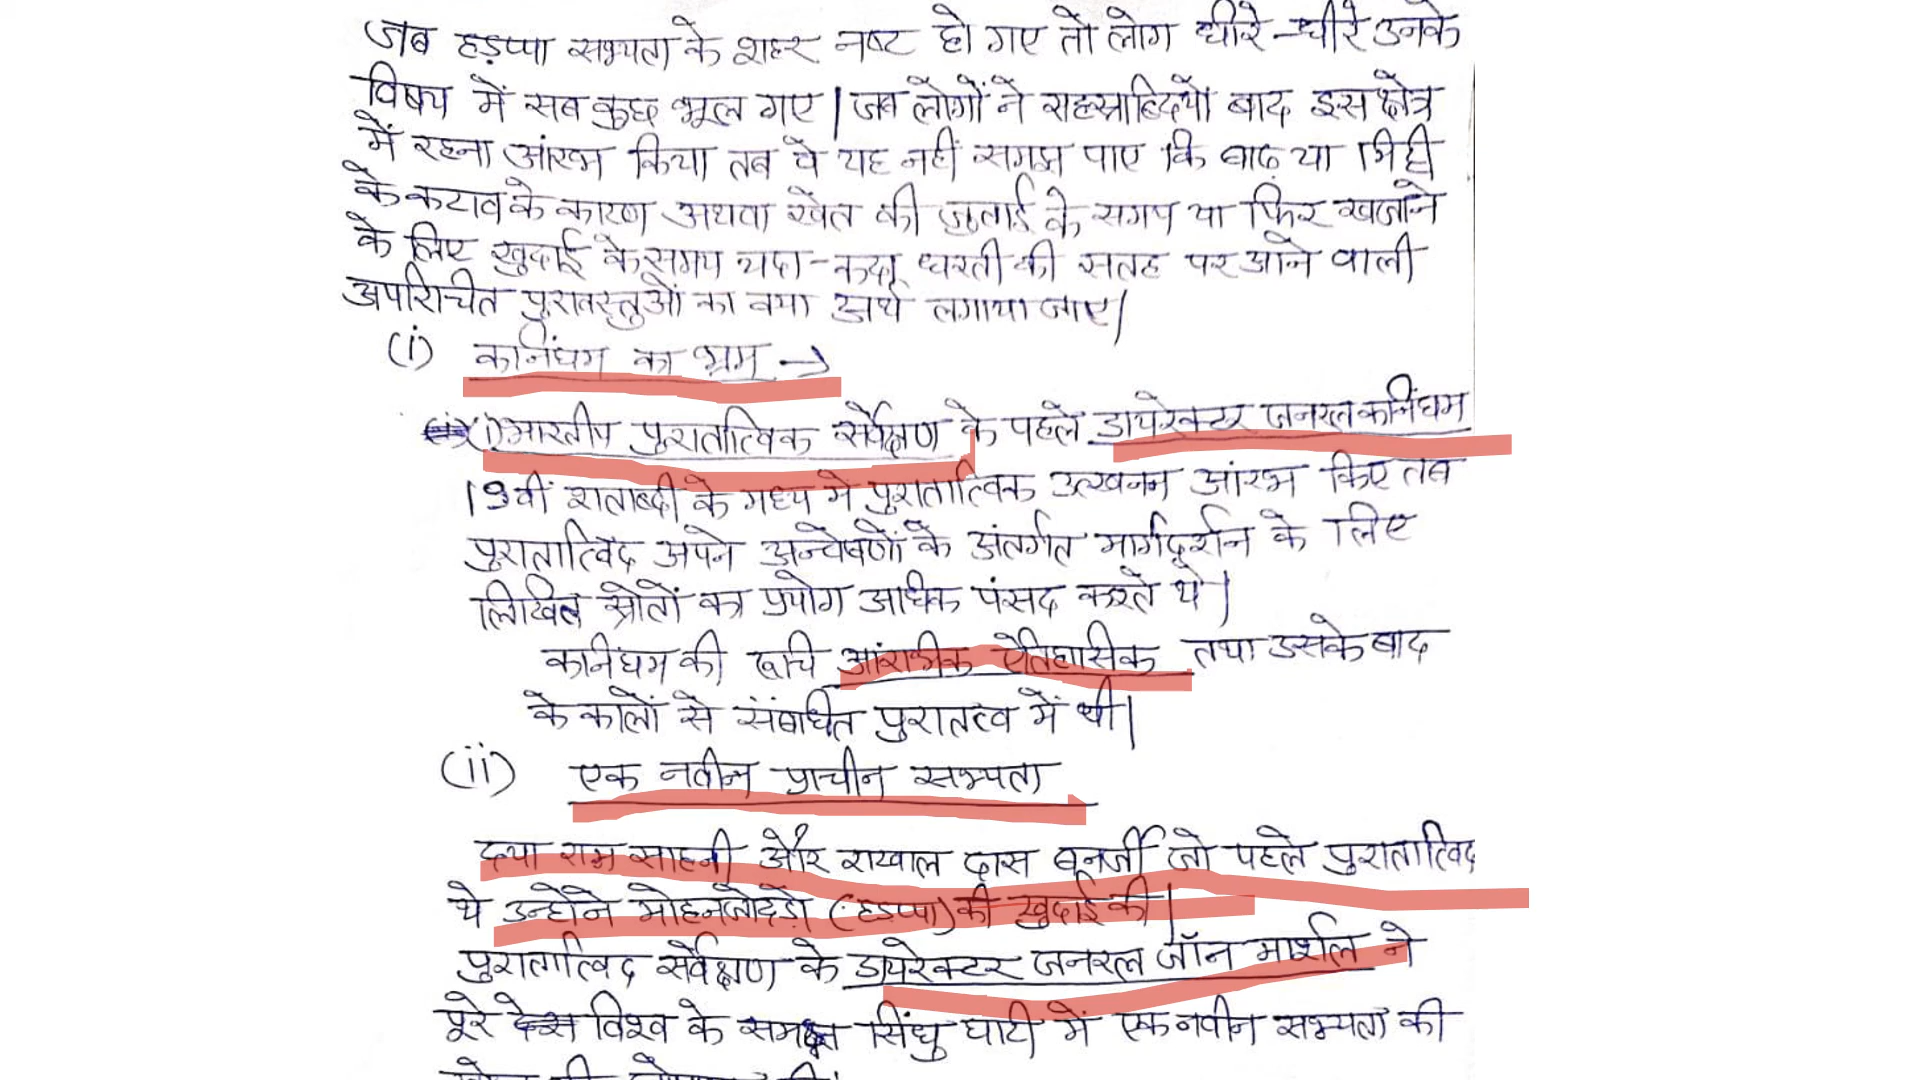 जब हड़प्पा सभ्यता के शहर नष्ट हो गए तो लोग धीरे-धीरे उनके
विषय में सब कुछ भूल गए | जब लोगों ने सहस्राब्दियों बाद इस क्षेत्र
में रहना आंरभ किया तब वे यह नहीं समझ पाए कि बाढ़ या मिट्टी
के कटाव के कारण अथवा खेत की जुताई के समय या फिर खजाने
के लिए खुदाई के समय यदा-कदा धरती की सतह पर आने वाली
अपरिचित पुरावस्तुओं का क्या अर्थ लगाया जाए|
(i) कनिंघम का भ्रम →
(i) भारतीय पुरातात्विक सर्वेक्षण के पहले डायरेक्टर जनरल कनिंघम
19वीं शताब्दी के मध्य में पुरातात्विक उत्खनन आंरभ किए तब
पुरातात्विद अपने अन्वेषणों के अंतर्गत मार्गदर्शन के लिए
लिखित स्रोतों का प्रयोग अधिक पंसद करते थे|
कनिंघम की रूचि आंरभिक ऐतिहासिक तथा उसके बाद
के कालों से संबंधित पुरातत्व में थी|
(ii) एक नवीन प्राचीन सभ्यता
दया राम साहनी और राखाल दास बनर्जी जो पहले पुरातात्विद
थे उन्होंने मोहनजोदड़ो (हड़प्पा) की खुदाई की |
पुरातात्विद सर्वेक्षण के डायरेक्टर जनरल जॉन मार्शल ने
पूरे विश्व के समक्ष सिंधु घाटी में एक नवीन सभ्यता की